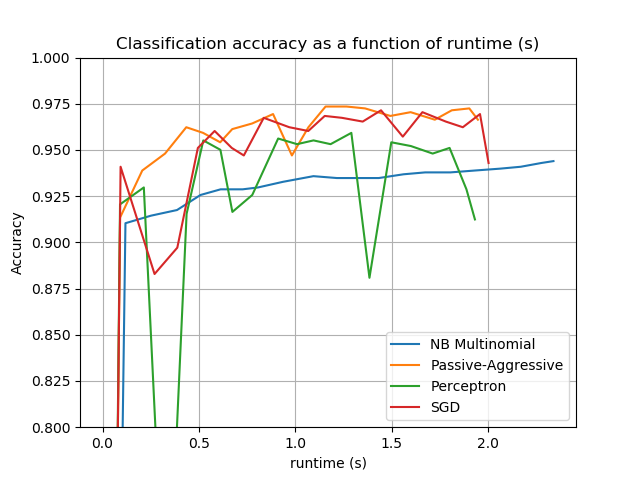 Classification accuracy as a function of runtime (s)
1.000
0.975
0.950
0.925
0.900
0.875
0.850
0.825
0.800
Accuracy
NB Multinomial
Passive-Aggressive
Perceptron
SGD
0.0 0.5 1.0 1.5 2.0
runtime (s)